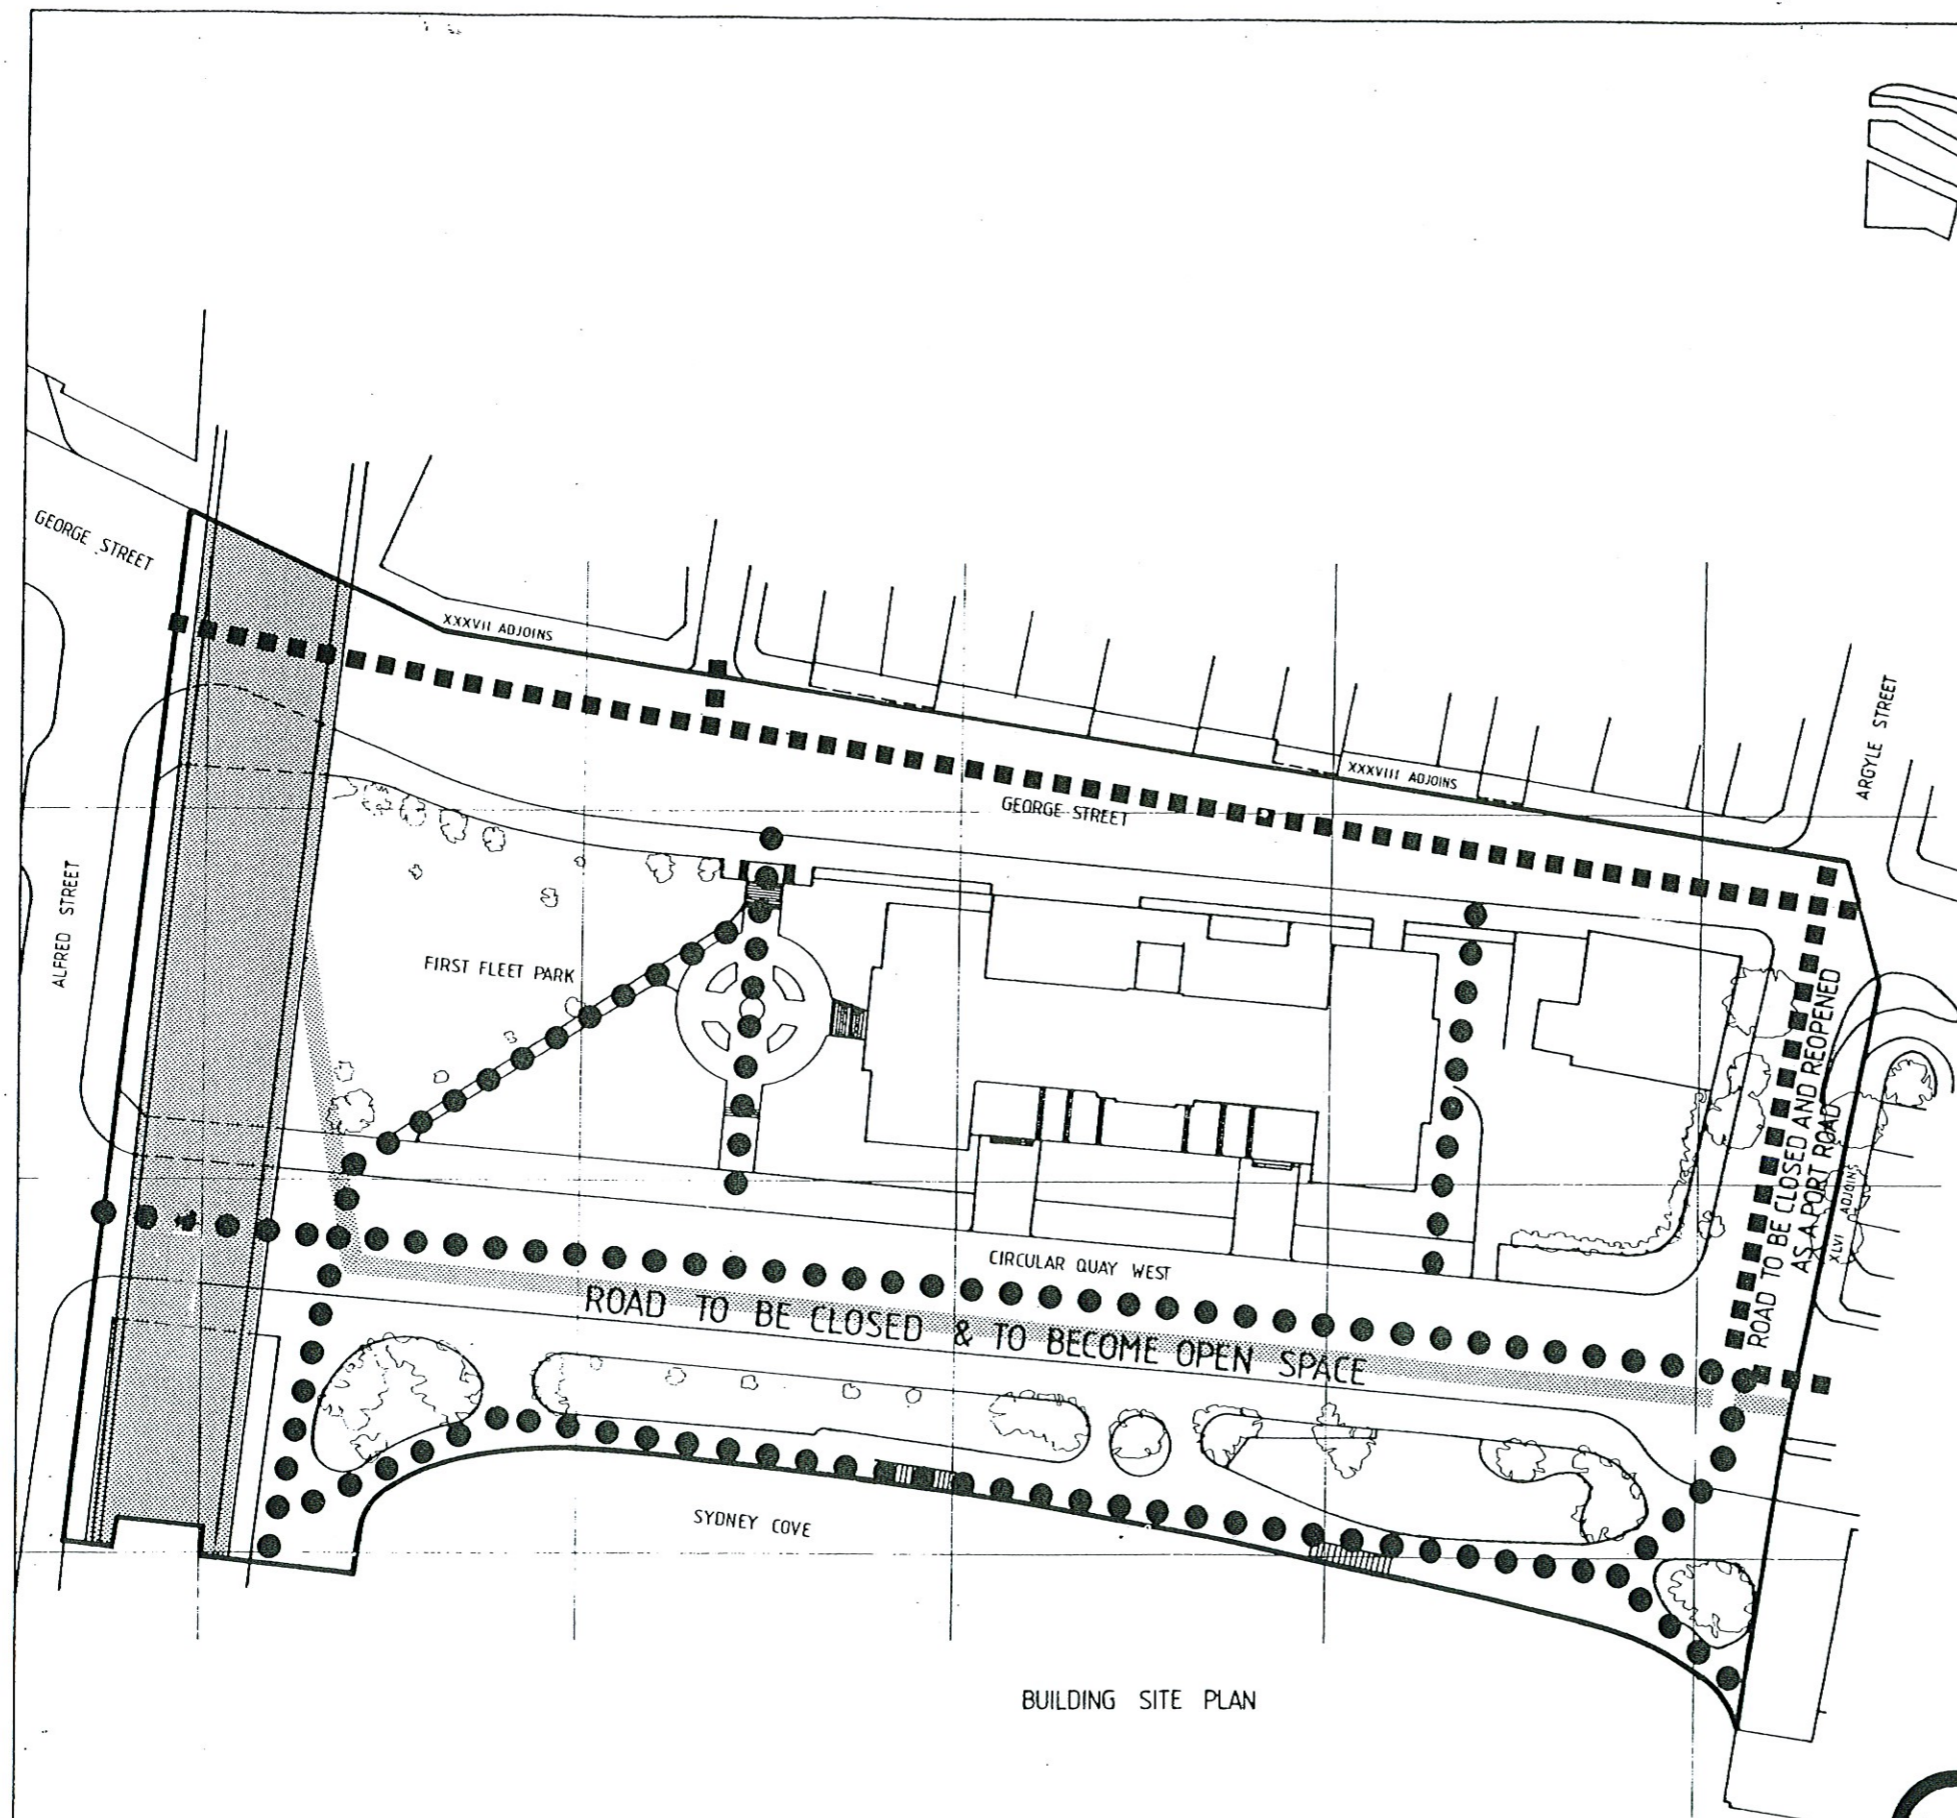 GEORGE STREET
XXXVII ADJOINS
ARGYLE STREET
XXXVIII ADJOINS
GEORGE STREET
ALFRED STREET
FIRST FLEET PARK
ROAD TO BE CLOSED AND REOPENED
AS A PORT ROAD
XLVI ADJOINS
CIRCULAR QUAY WEST
ROAD TO BE CLOSED & TO BECOME OPEN SPACE
SYDNEY COVE
BUILDING SITE PLAN